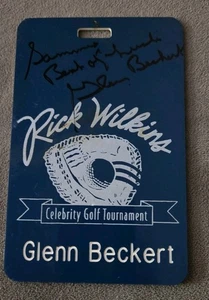 Sammy
Best of luck
Glenn Beckert
Rick Wilkins
Celebrity Golf Tournament
Glenn Beckert